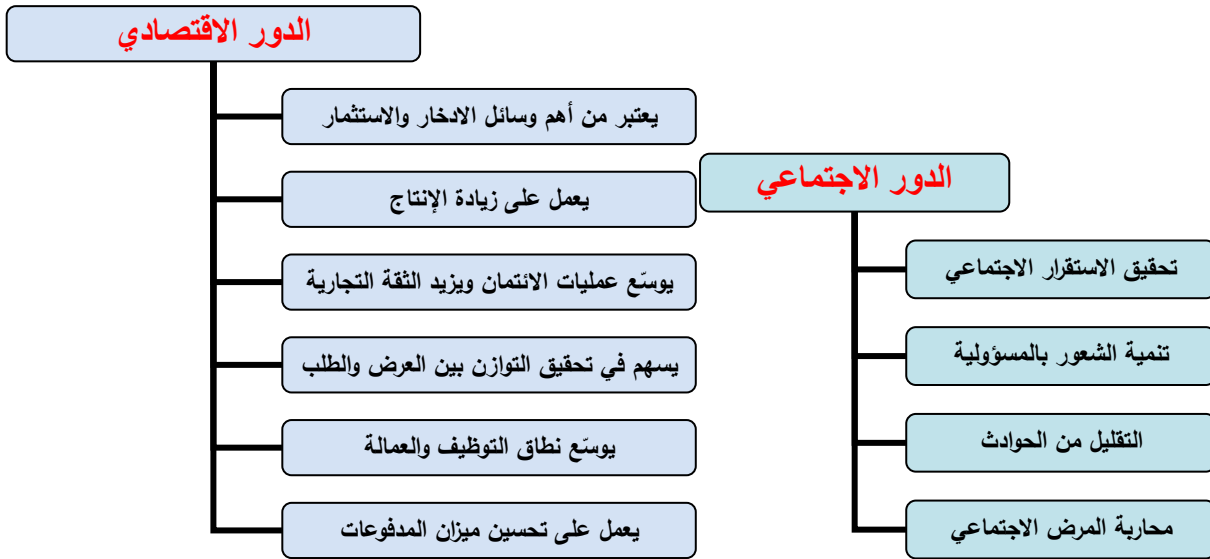 الدور الاقتصادي
يعتبر من أهم وسائل الادخار والاستثمار
يعمل على زيادة الإنتاج
يوسّع عمليات الائتمان ويزيد الثقة التجارية
يسهم في تحقيق التوازن بين العرض والطلب
يوسّع نطاق التوظيف والعمالة
يعمل على تحسين ميزان المدفوعات
الدور الاجتماعي
تحقيق الاستقرار الاجتماعي
تنمية الشعور بالمسؤولية
التقليل من الحوادث
محاربة المرض الاجتماعي